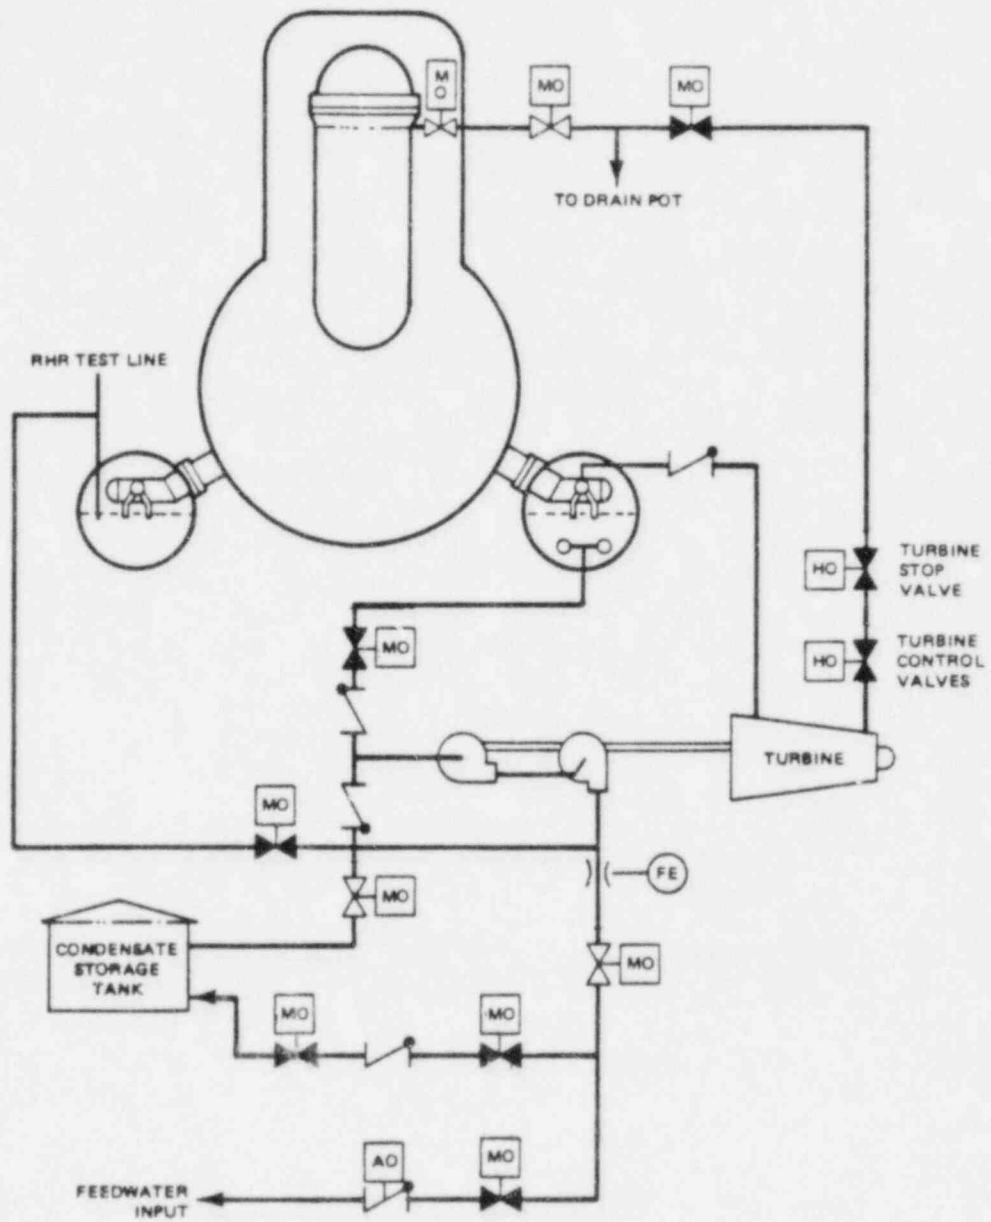 M
O
MO
MO
TO DRAIN POT
RHR TEST LINE
HO
TURBINE
STOP
VALVE
MO
HO
TURBINE
CONTROL
VALVES
TURBINE
MO
FE
MO
MO
CONDENSATE
STORAGE
TANK
MO
MO
AO
MO
FEEDWATER
INPUT